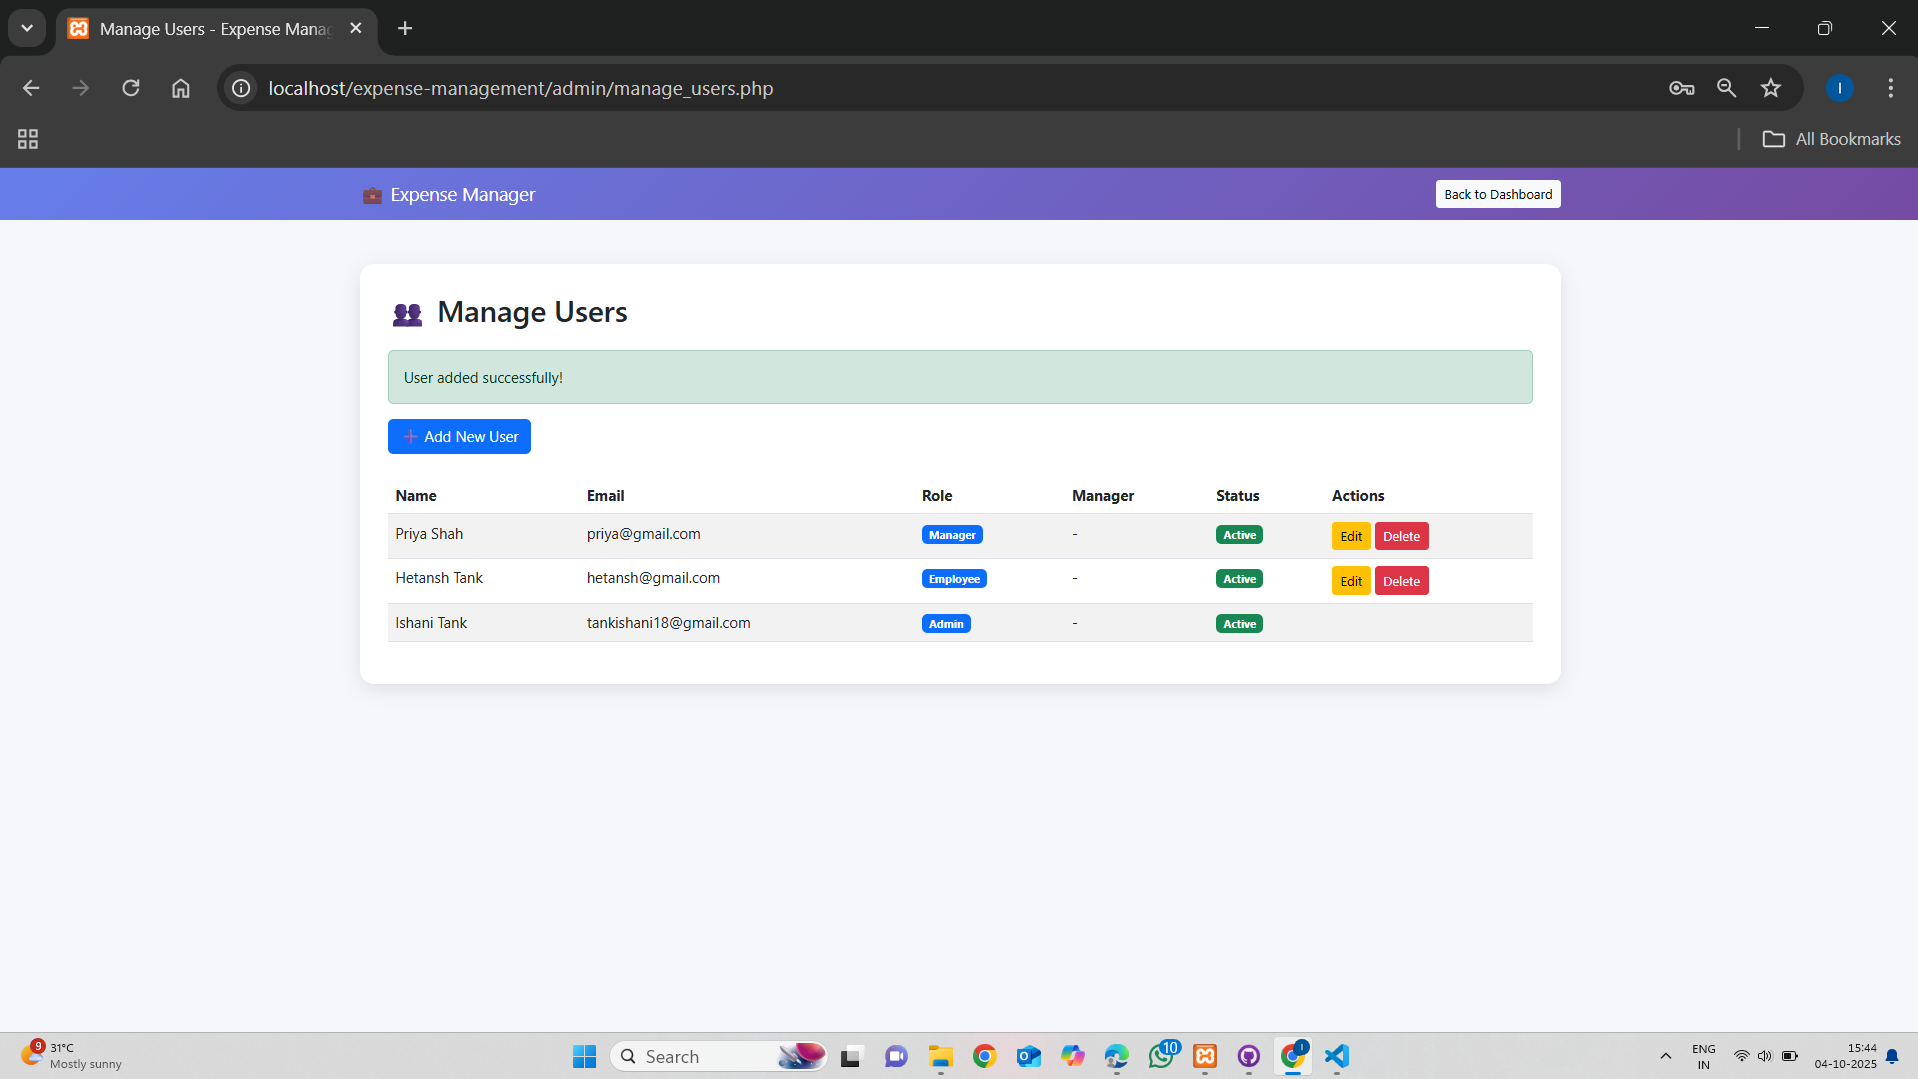 Manage Users - Expense Mana
localhost/expense-management/admin/manage_users.php
I
All Bookmarks
Expense Manager
Back to Dashboard
Manage Users
User added successfully!
Add New User
Name Email Role Manager Status Actions
Priya Shah priya@gmail.com Manager - Active Edit Delete
Hetansh Tank hetansh@gmail.com Employee - Active Edit Delete
Ishani Tank tankishani18@gmail.com Admin - Active
9
31°C
Mostly sunny
Search
10
I
ENG
IN
15:44
04-10-2025